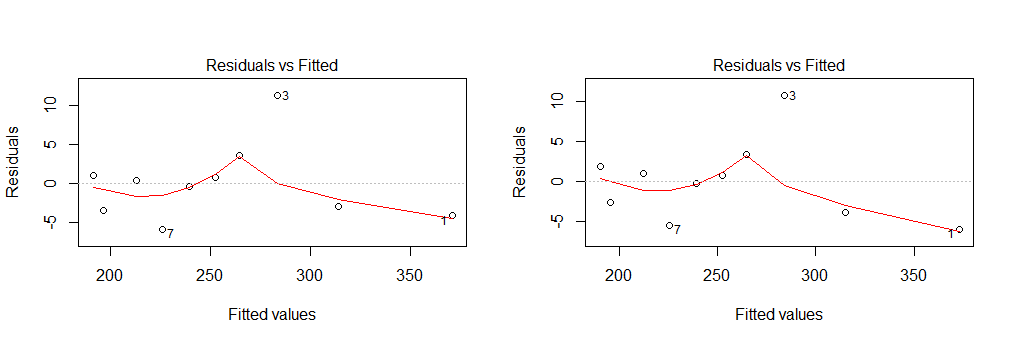 Residuals vs Fitted
Residuals
10
5
0
-5
3
7
1
200 250 300 350
Fitted values
Residuals vs Fitted
Residuals
10
5
0
-5
3
7
1
200 250 300 350
Fitted values